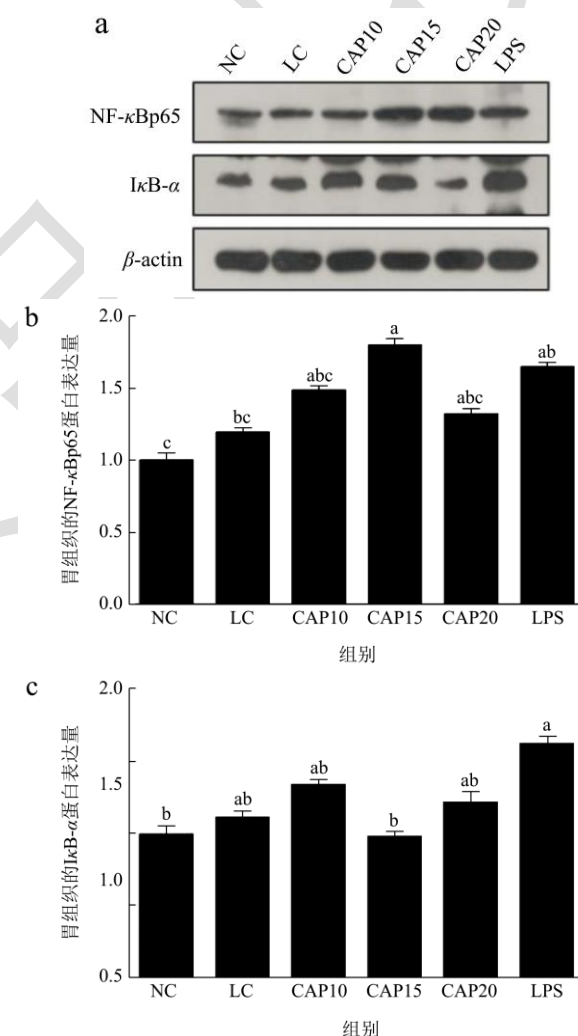 a
NC LC CAP10 CAP15 CAP20 LPS
NF-κBp65
IκB-α
β-actin
b
胃组织的NF-κBp65蛋白表达量
2.0
1.5
1.0
0.5
0.0
c
bc
abc
a
abc
ab
NC LC CAP10 CAP15 CAP20 LPS
组别
c
胃组织的IκB-α蛋白表达量
2.0
1.5
1.0
0.5
b
ab
ab
b
ab
a
NC LC CAP10 CAP15 CAP20 LPS
组别